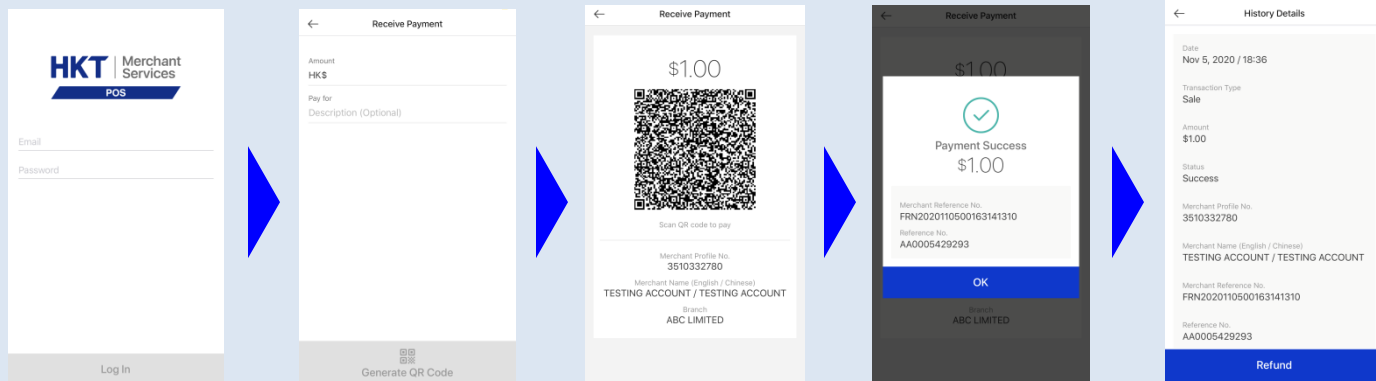 HKT Merchant Services
POS
Email
Password
Log In
Receive Payment
Amount
HK$
Pay for
Description (Optional)
Generate QR Code
Receive Payment
$1.00
Scan QR code to pay
Merchant Profile No.
3510332780
Merchant Name (English / Chinese)
TESTING ACCOUNT / TESTING ACCOUNT
Branch
ABC LIMITED
Receive Payment
$1.00
Payment Success
$1.00
Merchant Reference No.
FRN2020110500163141310
Reference No.
AA0005429293
OK
Branch
ABC LIMITED
History Details
Date
Nov 5, 2020 / 18:36
Transaction Type
Sale
Amount
$1.00
Status
Success
Merchant Profile No.
3510332780
Merchant Name (English / Chinese)
TESTING ACCOUNT / TESTING ACCOUNT
Merchant Reference No.
FRN2020110500163141310
Reference No.
AA0005429293
Refund